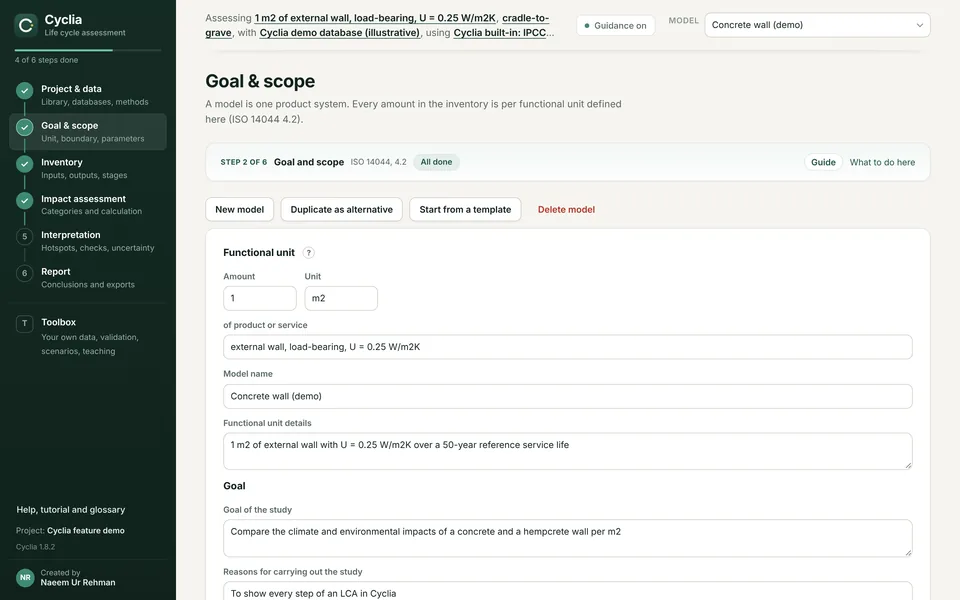 Cyclia
Life cycle assessment
4 of 6 steps done
Project & data
Library, databases, methods
Goal & scope
Unit, boundary, parameters
Inventory
Inputs, outputs, stages
Impact assessment
Categories and calculation
5
Interpretation
Hotspots, checks, uncertainty
6
Report
Conclusions and exports
T
Toolbox
Your own data, validation,
scenarios, teaching
Help, tutorial and glossary
Project: Cyclia feature demo
Cyclia 1.8.2
NR
Created by
Naeem Ur Rehman
Assessing 1 m2 of external wall, load-bearing, U = 0.25 W/m2K, cradle-to-
grave, with Cyclia demo database (illustrative), using Cyclia built-in: IPCC...
Guidance on
MODEL
Concrete wall (demo)
Goal & scope
A model is one product system. Every amount in the inventory is per functional unit defined
here (ISO 14044 4.2).
STEP 2 OF 6 Goal and scope ISO 14044, 4.2 All done
Guide What to do here
New model Duplicate as alternative Start from a template Delete model
Functional unit ?
Amount Unit
1 m2
of product or service
external wall, load-bearing, U = 0.25 W/m2K
Model name
Concrete wall (demo)
Functional unit details
1 m2 of external wall with U = 0.25 W/m2K over a 50-year reference service life
Goal
Goal of the study
Compare the climate and environmental impacts of a concrete and a hempcrete wall per m2
Reasons for carrying out the study
To show every step of an LCA in Cyclia